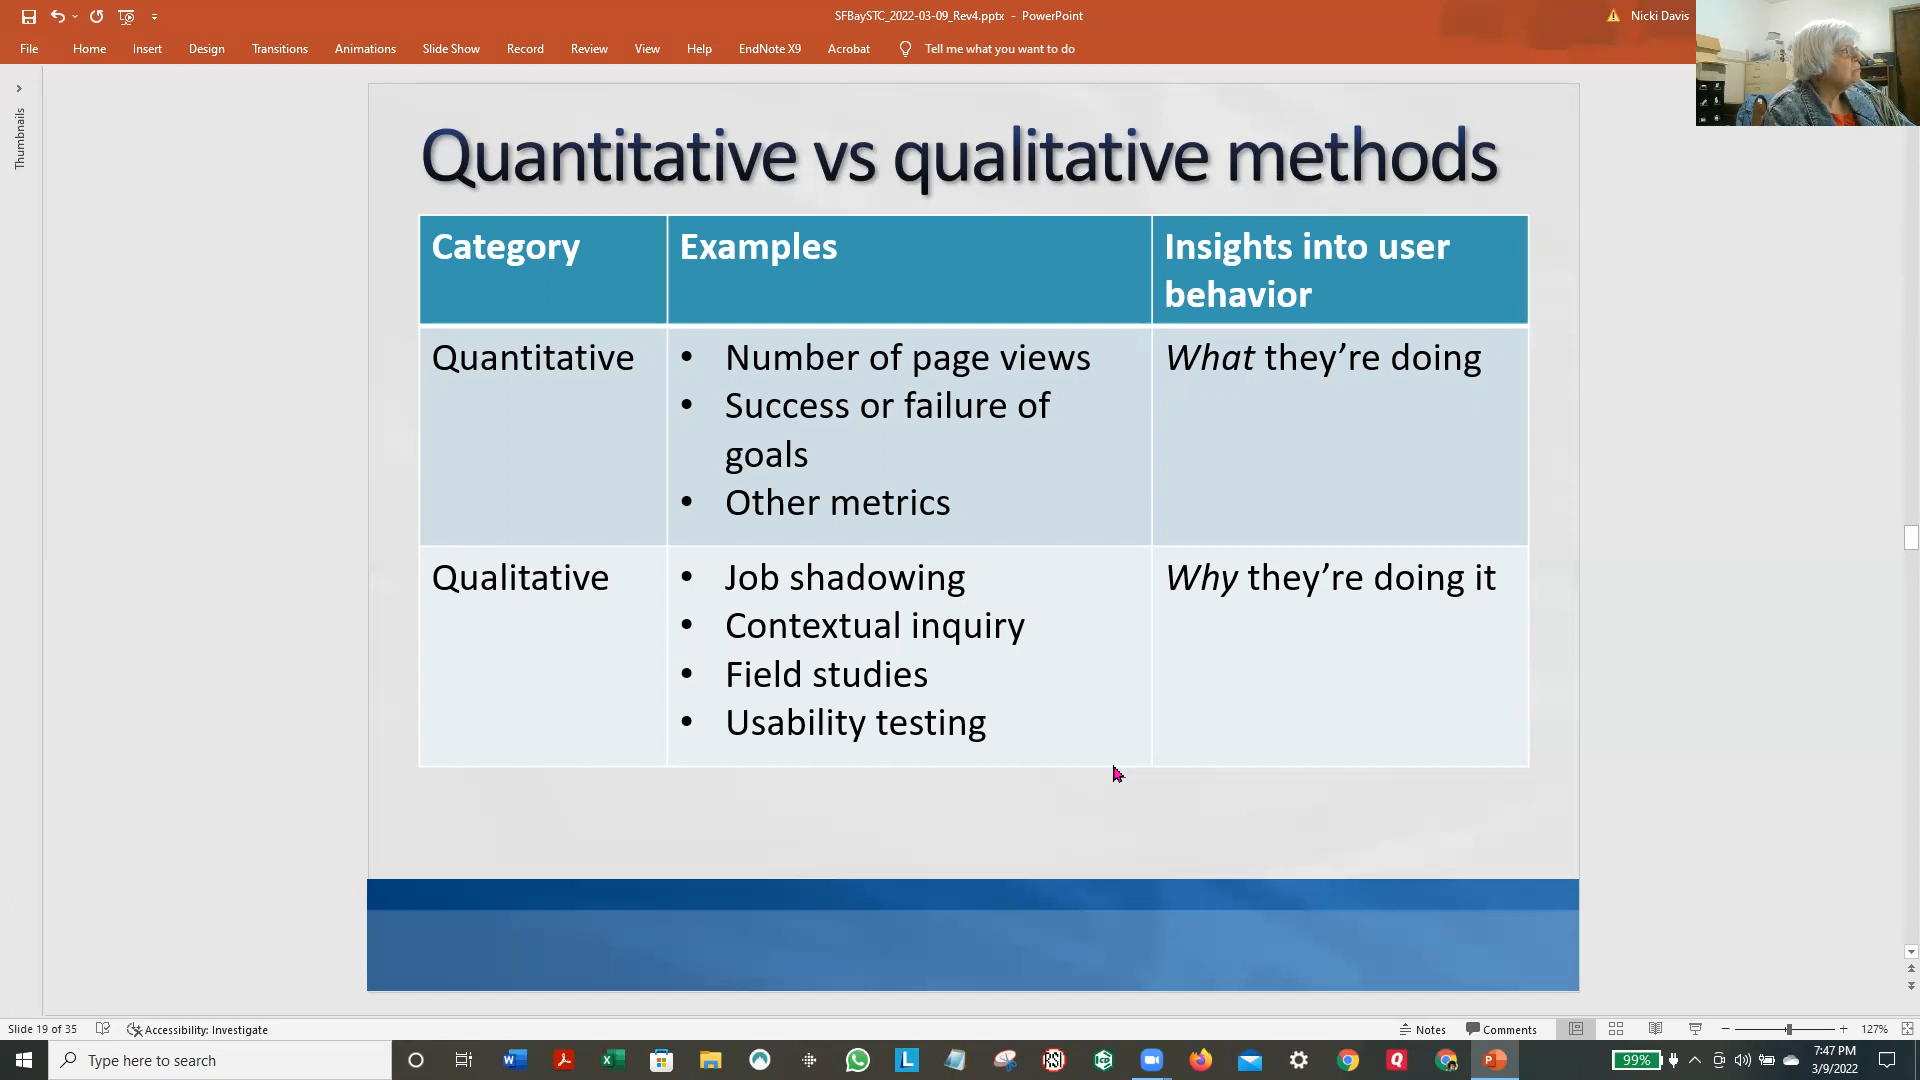 SFBaySTC_2022-03-09_Rev4.pptx - PowerPoint
Nicki Davis
File Home Insert Design Transitions Animations Slide Show Record Review View Help EndNote X9 Acrobat Tell me what you want to do
Thumbnails
Quantitative vs qualitative methods
Category
Examples
Insights into user
behavior
Quantitative
• Number of page views
• Success or failure of
goals
• Other metrics
What they’re doing
Qualitative
• Job shadowing
• Contextual inquiry
• Field studies
• Usability testing
Why they’re doing it
Slide 19 of 35 Accessibility: Investigate Notes Comments 127%
Type here to search
99%
7:47 PM
3/9/2022